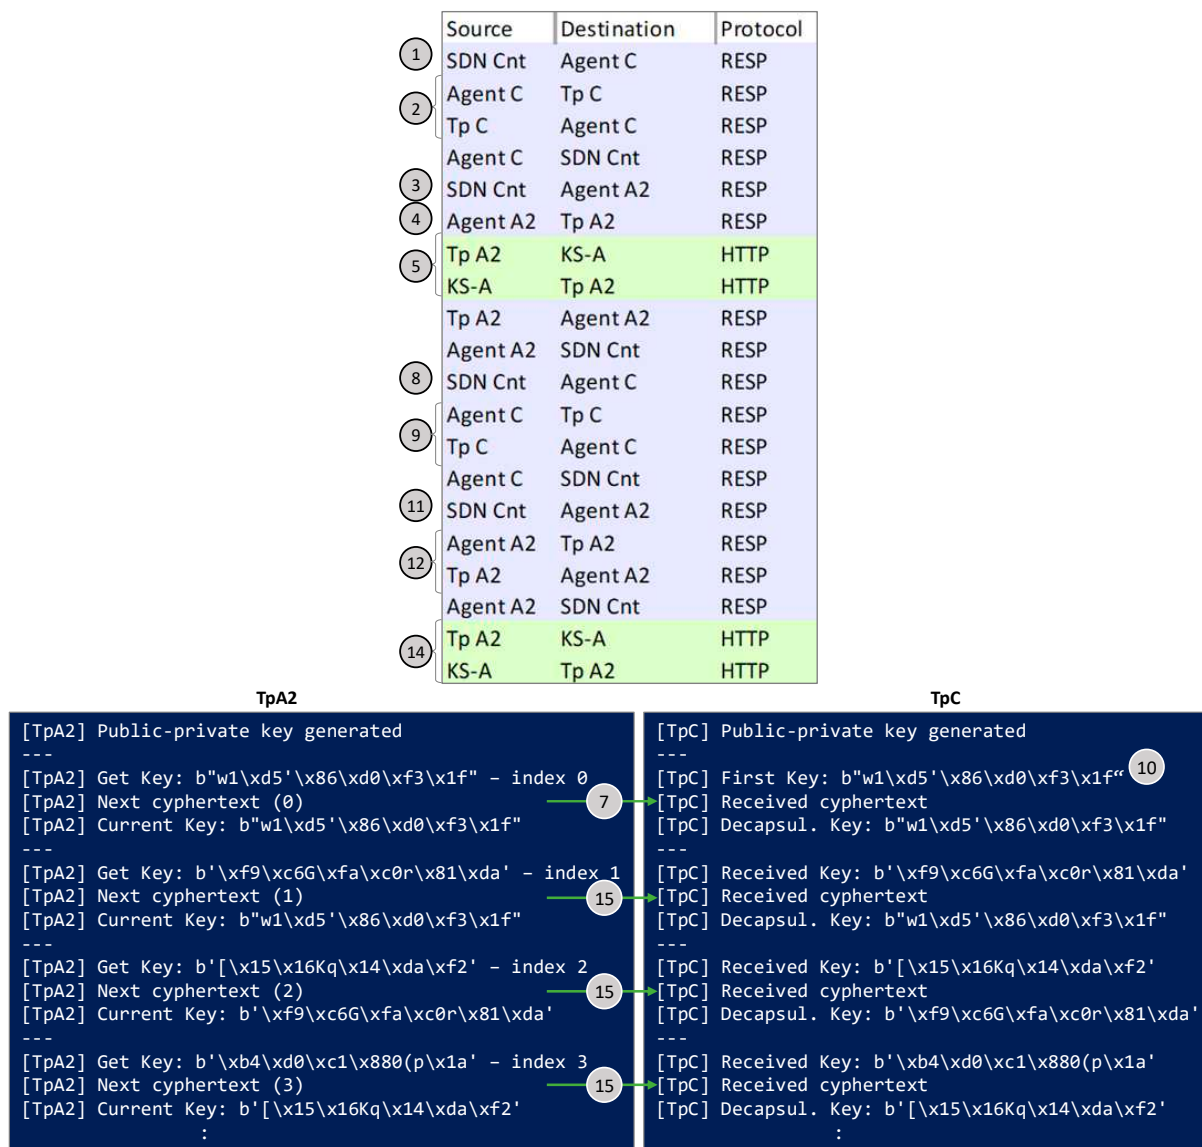 Source Destination Protocol
1 SDN Cnt Agent C RESP
2 Agent C Tp C RESP
Tp C Agent C RESP
Agent C SDN Cnt RESP
3 SDN Cnt Agent A2 RESP
4 Agent A2 Tp A2 RESP
5 Tp A2 KS-A HTTP
KS-A Tp A2 HTTP
Tp A2 Agent A2 RESP
Agent A2 SDN Cnt RESP
8 SDN Cnt Agent C RESP
9 Agent C Tp C RESP
Tp C Agent C RESP
Agent C SDN Cnt RESP
11 SDN Cnt Agent A2 RESP
12 Agent A2 Tp A2 RESP
Tp A2 Agent A2 RESP
Agent A2 SDN Cnt RESP
14 Tp A2 KS-A HTTP
KS-A Tp A2 HTTP
TpA2
[TpA2] Public-private key generated
---
[TpA2] Get Key: b"w1\xd5'\x86\xd0\xf3\x1f" – index 0
[TpA2] Next cyphertext (0) 7
[TpA2] Current Key: b"w1\xd5'\x86\xd0\xf3\x1f"
---
[TpA2] Get Key: b'\xf9\xc6G\xfa\xc0r\x81\xda' – index 1
[TpA2] Next cyphertext (1) 15
[TpA2] Current Key: b"w1\xd5'\x86\xd0\xf3\x1f"
---
[TpA2] Get Key: b'[\x15\x16Kq\x14\xda\xf2' – index 2
[TpA2] Next cyphertext (2) 15
[TpA2] Current Key: b'\xf9\xc6G\xfa\xc0r\x81\xda'
---
[TpA2] Get Key: b'\xb4\xd0\xc1\x880(p\x1a' – index 3
[TpA2] Next cyphertext (3) 15
[TpA2] Current Key: b'[\x15\x16Kq\x14\xda\xf2'
:
TpC
[TpC] Public-private key generated
---
[TpC] First Key: b"w1\xd5'\x86\xd0\xf3\x1f“ 10
[TpC] Received cyphertext
[TpC] Decapsul. Key: b"w1\xd5'\x86\xd0\xf3\x1f"
---
[TpC] Received Key: b'\xf9\xc6G\xfa\xc0r\x81\xda'
[TpC] Received cyphertext
[TpC] Decapsul. Key: b"w1\xd5'\x86\xd0\xf3\x1f"
---
[TpC] Received Key: b'[\x15\x16Kq\x14\xda\xf2'
[TpC] Received cyphertext
[TpC] Decapsul. Key: b'\xf9\xc6G\xfa\xc0r\x81\xda'
---
[TpC] Received Key: b'\xb4\xd0\xc1\x880(p\x1a'
[TpC] Received cyphertext
[TpC] Decapsul. Key: b'[\x15\x16Kq\x14\xda\xf2'
: